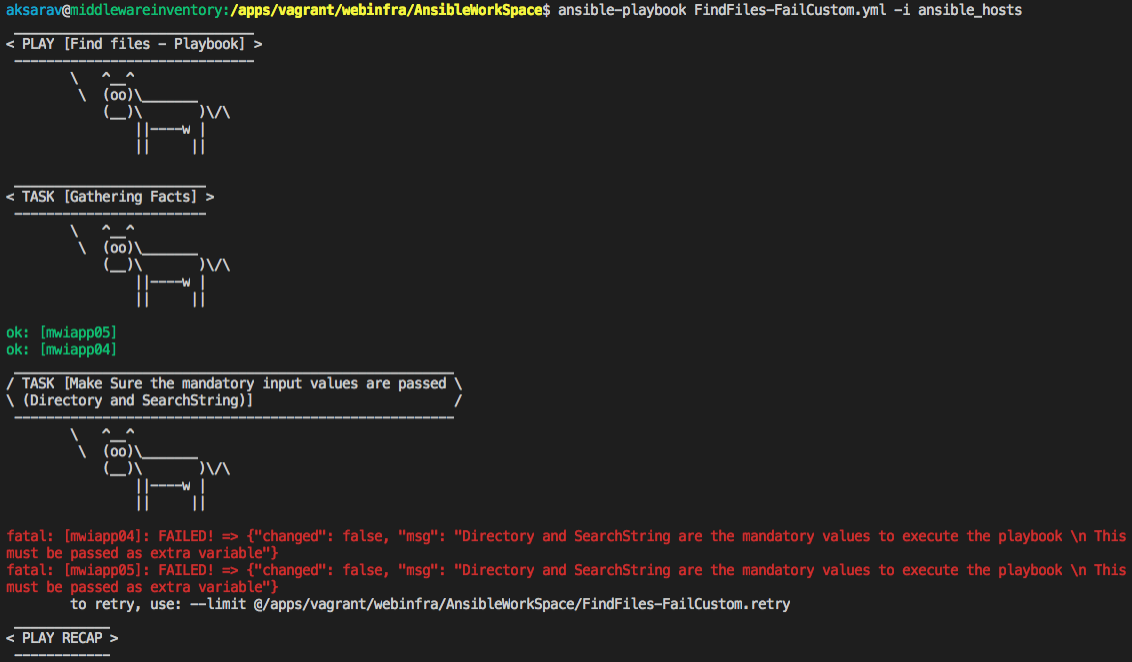 aksarav@middlewareinventory:/apps/vagrant/webinfra/AnsibleWorkSpace$ ansible-playbook FindFiles-FailCustom.yml -i ansible_hosts
 ______________________________
< PLAY [Find files - Playbook] >
 ------------------------------
        \   ^__^
         \  (oo)\_______
            (__)\       )\/\
                ||----w |
                ||     ||
 ________________________
< TASK [Gathering Facts] >
 ------------------------
        \   ^__^
         \  (oo)\_______
            (__)\       )\/\
                ||----w |
                ||     ||
ok: [mwiapp05]
ok: [mwiapp04]
 _______________________________________________________
/ TASK [Make Sure the mandatory input values are passed \
\ (Directory and SearchString)]                         /
 -------------------------------------------------------
        \   ^__^
         \  (oo)\_______
            (__)\       )\/\
                ||----w |
                ||     ||
fatal: [mwiapp04]: FAILED! => {"changed": false, "msg": "Directory and SearchString are the mandatory values to execute the playbook \n This
must be passed as extra variable"}
fatal: [mwiapp05]: FAILED! => {"changed": false, "msg": "Directory and SearchString are the mandatory values to execute the playbook \n This
must be passed as extra variable"}
        to retry, use: --limit @/apps/vagrant/webinfra/AnsibleWorkSpace/FindFiles-FailCustom.retry
 ____________
< PLAY RECAP >
 ------------